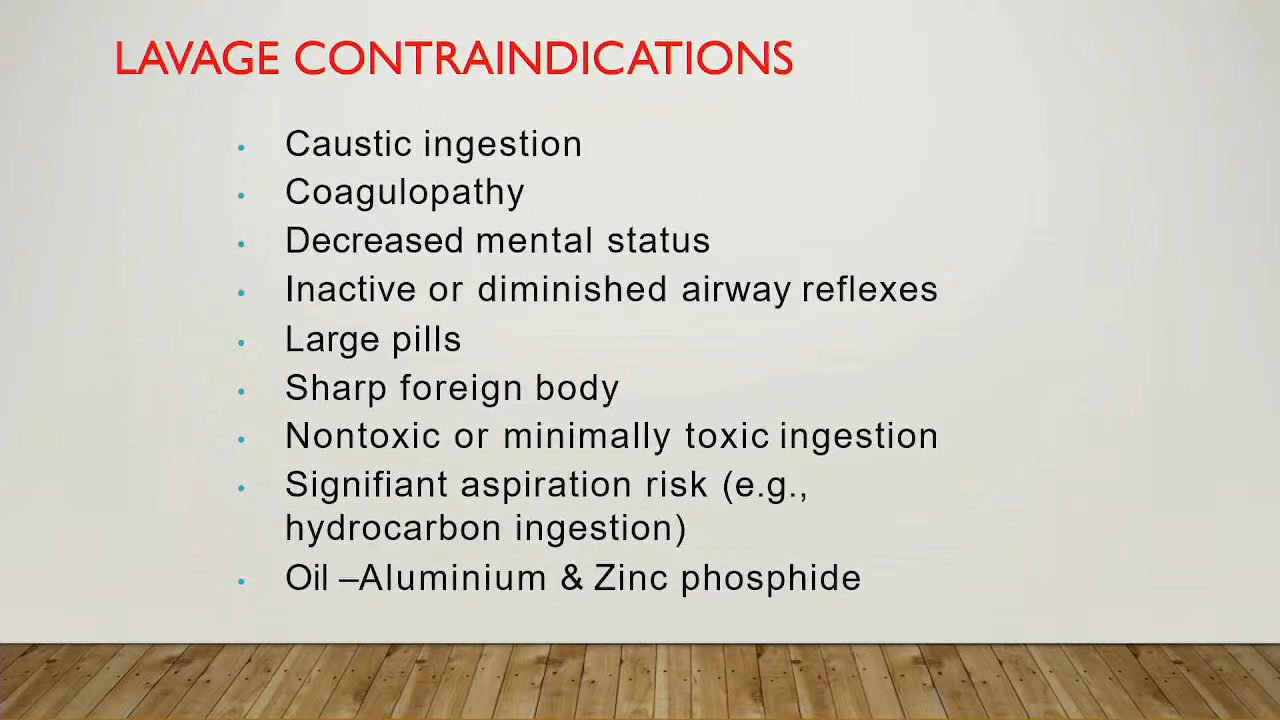 LAVAGE CONTRAINDICATIONS
• Caustic ingestion
• Coagulopathy
• Decreased mental status
• Inactive or diminished airway reflexes
• Large pills
• Sharp foreign body
• Nontoxic or minimally toxic ingestion
• Signifiant aspiration risk (e.g.,
hydrocarbon ingestion)
• Oil –Aluminium & Zinc phosphide